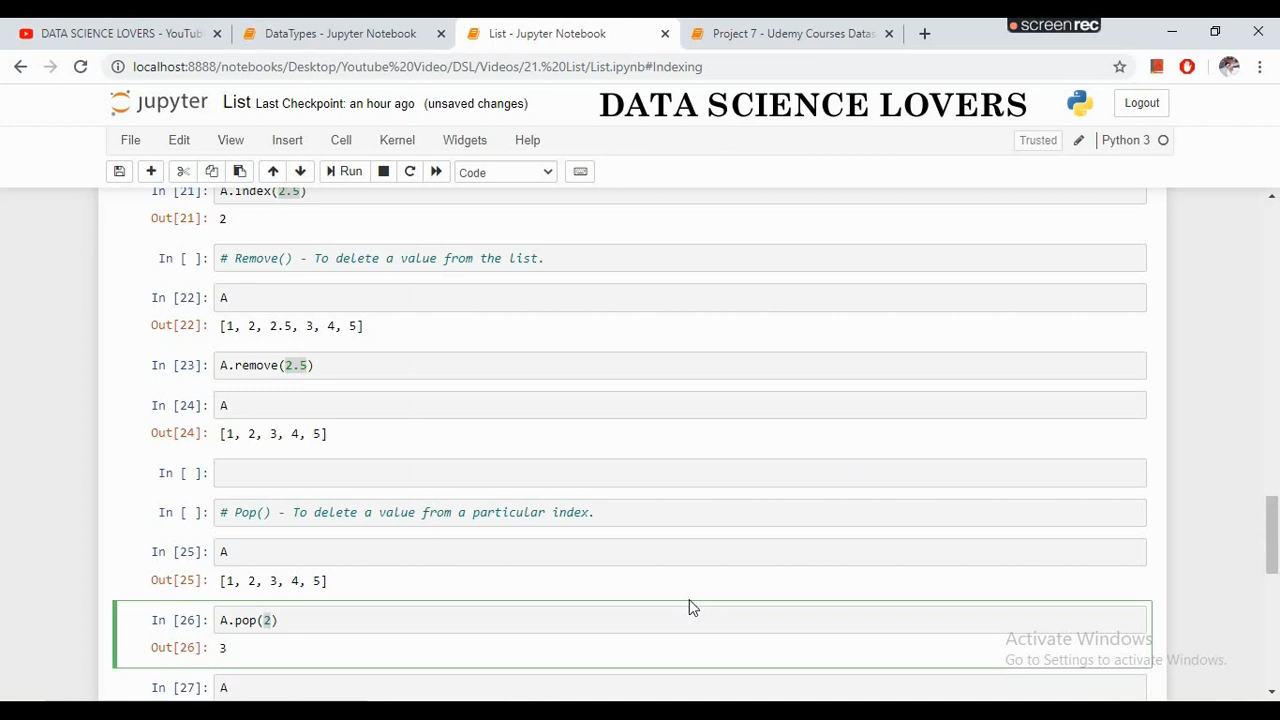 screenrec
DATA SCIENCE LOVERS - YouTub
DataTypes - Jupyter Notebook
List - Jupyter Notebook
Project 7 - Udemy Courses Datas
localhost:8888/notebooks/Desktop/Youtube%20Video/DSL/Videos/21.%20List/List.ipynb#Indexing
jupyter List Last Checkpoint: an hour ago (unsaved changes)
DATA SCIENCE LOVERS
Logout
File Edit View Insert Cell Kernel Widgets Help
Trusted Python 3
Run Code
In [21]: A.index(2.5)
Out[21]: 2
In [ ]: # Remove() - To delete a value from the list.
In [22]: A
Out[22]: [1, 2, 2.5, 3, 4, 5]
In [23]: A.remove(2.5)
In [24]: A
Out[24]: [1, 2, 3, 4, 5]
In [ ]:
In [ ]: # Pop() - To delete a value from a particular index.
In [25]: A
Out[25]: [1, 2, 3, 4, 5]
In [26]: A.pop(2)
Out[26]: 3
Activate Windows
Go to Settings to activate Windows.
In [27]: A